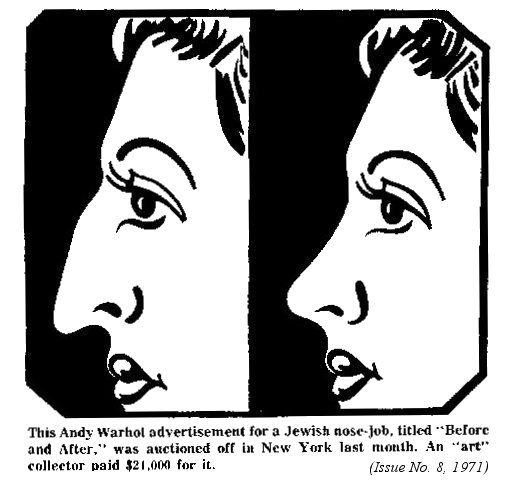 This Andy Warhol advertisement for a Jewish nose-job, titled "Before
and After," was auctioned off in New York last month. An "art"
collector paid $21,000 for it. (Issue No. 8, 1971)